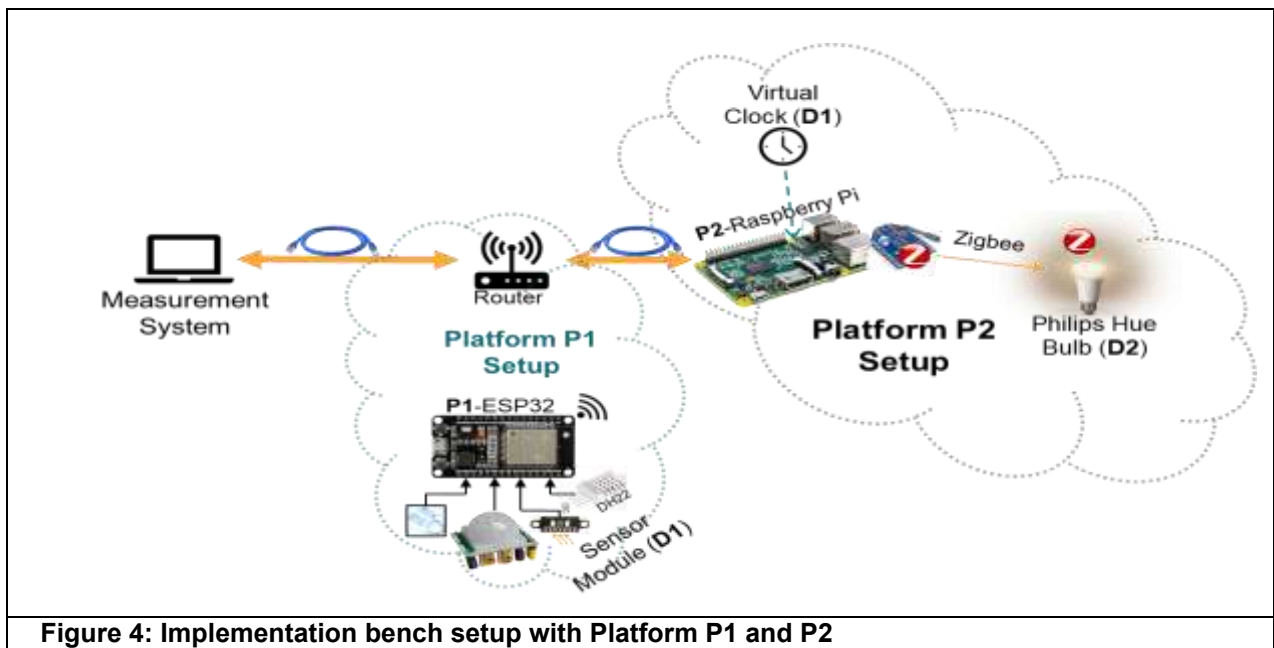 Virtual
Clock (D1)
P2-Raspberry Pi
Zigbee
Z
Z
Measurement
System
Router
Platform P1
Setup
Platform P2
Setup
Philips Hue
Bulb (D2)
P1-ESP32
DH22
Sensor
Module (D1)
Figure 4: Implementation bench setup with Platform P1 and P2